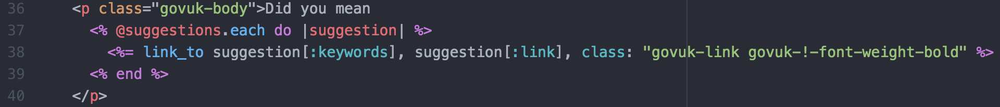 36 <p class="govuk-body">Did you mean
37 <% @suggestions.each do |suggestion| %>
38 <%= link_to suggestion[:keywords], suggestion[:link], class: "govuk-link govuk-!-font-weight-bold" %>
39 <% end %>
40 </p>